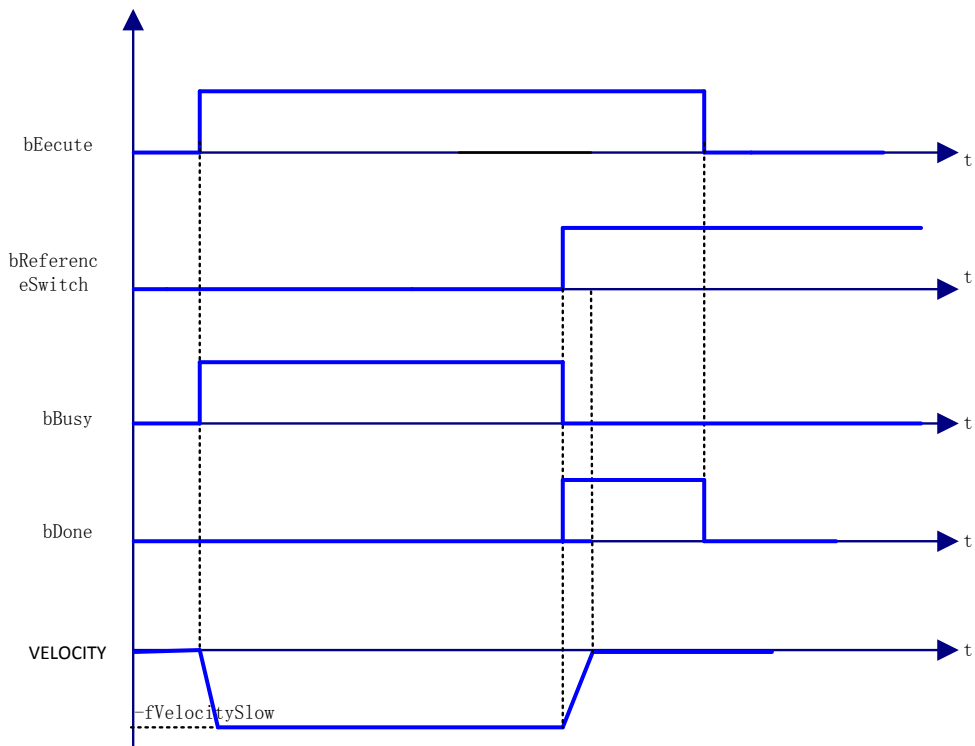 bEecute
t
bReferenc
eSwitch
t
bBusy
t
bDone
t
VELOCITY
t
-fVelocitySlow